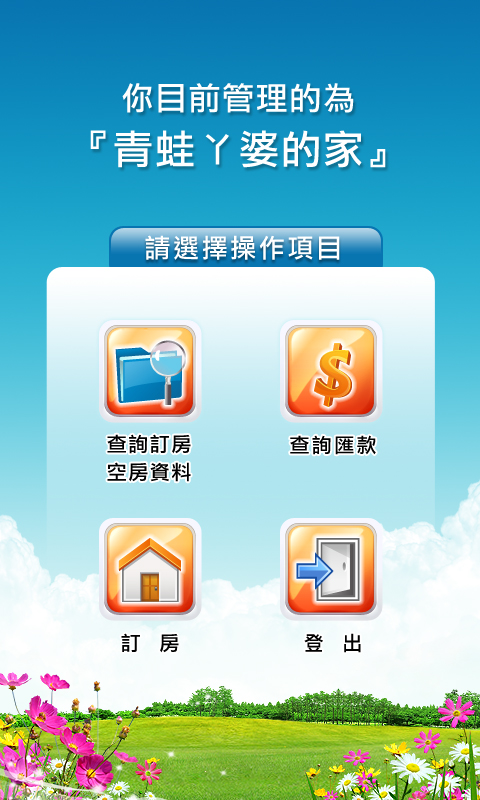 你目前管理的為
『青蛙丫婆的家』
請選擇操作項目
查詢訂房
空房資料
查詢匯款
訂 房
登 出